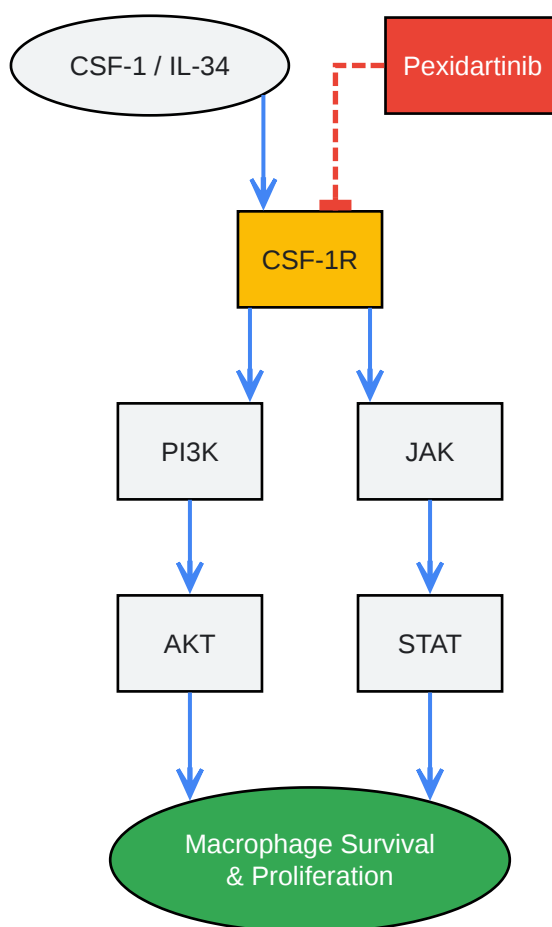 CSF-1 / IL-34
Pexidartinib
CSF-1R
PI3K
JAK
AKT
STAT
Macrophage Survival
& Proliferation